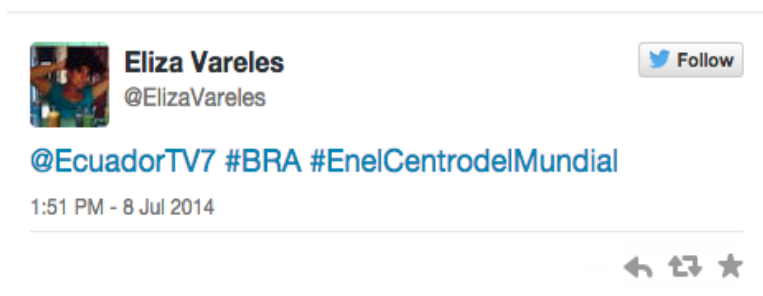 Eliza Vareles
Follow
@ElizaVareles
@EcuadorTV7 #BRA #EnelCentrodelMundial
1:51 PM - 8 Jul 2014